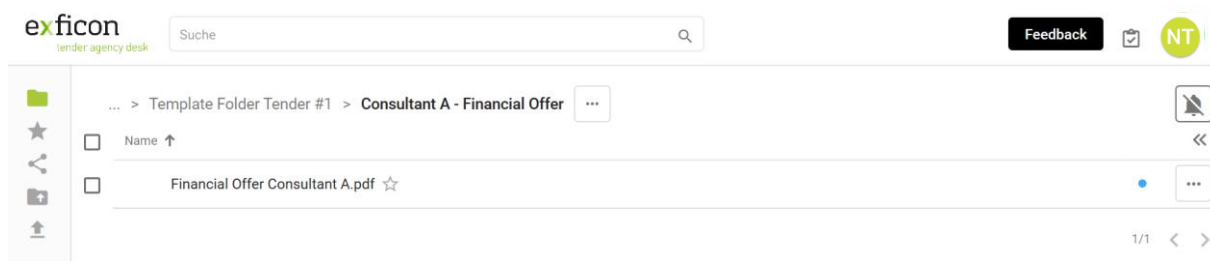 exficon
tender agency desk
Suche
Feedback
NT
... > Template Folder Tender #1 > Consultant A - Financial Offer ...
Name ↑
Financial Offer Consultant A.pdf
1/1